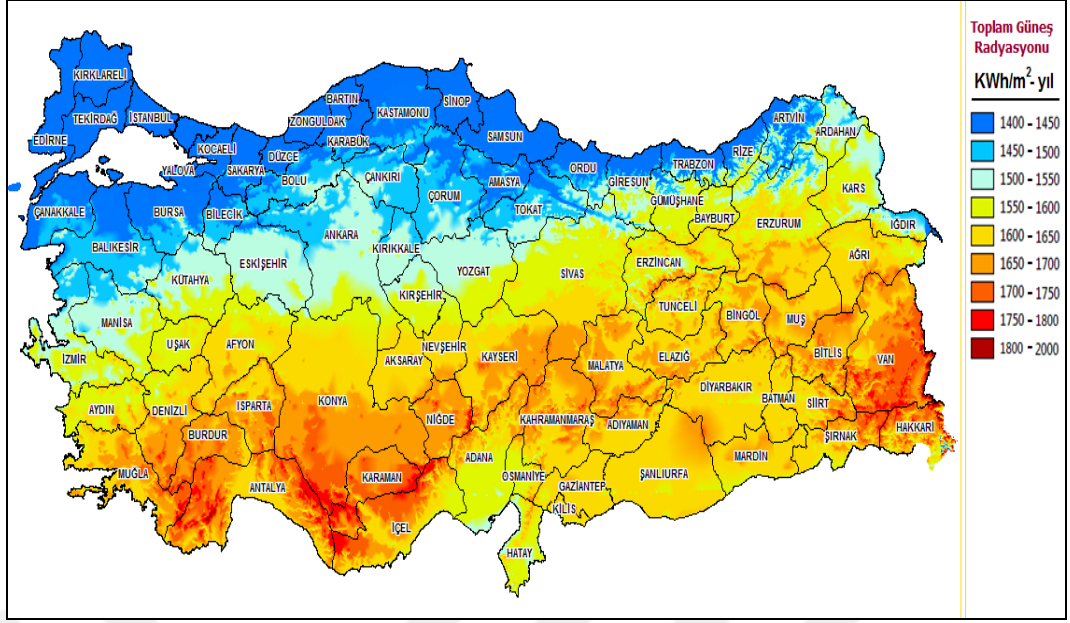 Toplam Güneş
Radyasyonu
KWh/m²- yıl
1400 - 1450
1450 - 1500
1500 - 1550
1550 - 1600
1600 - 1650
1650 - 1700
1700 - 1750
1750 - 1800
1800 - 2000
KIRKLARELİ
TEKİRDAĞ
İSTANBUL
EDİRNE
KOCAELİ
YALOVA
SAKARYA
DÜZCE
ZONGULDAK
BARTIN
KARABÜK
KASTAMONU
SİNOP
SAMSUN
ORDU
GİRESUN
TRABZON
RİZE
ARTVİN
ARDAHAN
KARS
IĞDIR
ÇANAKKALE
BURSA
BİLECİK
BOLU
ÇANKIRI
ÇORUM
AMASYA
TOKAT
GÜMÜŞHANE
BAYBURT
ERZURUM
BALIKESİR
KÜTAHYA
ESKİŞEHİR
ANKARA
KIRIKKALE
YOZGAT
SİVAS
ERZİNCAN
AĞRI
MANİSA
KIRŞEHİR
TUNCELİ
BİNGÖL
MUŞ
İZMİR
UŞAK
AFYON
AKSARAY
NEVŞEHİR
KAYSERİ
MALATYA
ELAZIĞ
BİTLİS
VAN
AYDIN
DENİZLİ
ISPARTA
KONYA
NİĞDE
KAHRAMANMARAŞ
ADIYAMAN
DİYARBAKIR
BATMAN
SİİRT
BURDUR
ŞIRNAK
HAKKARİ
MUĞLA
ANTALYA
KARAMAN
ADANA
OSMANİYE
GAZİANTEP
ŞANLIURFA
MARDİN
KİLİS
İÇEL
HATAY